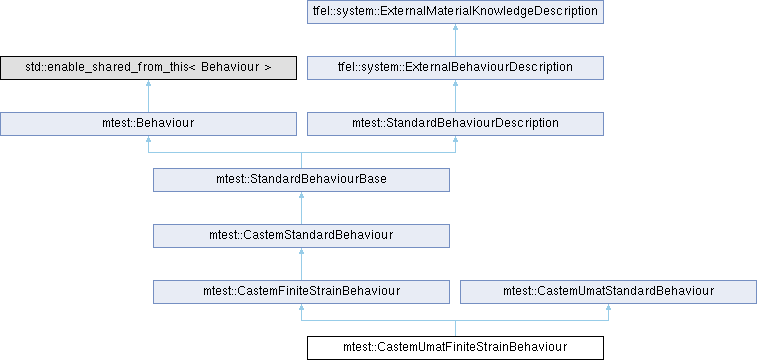 tfel::system::ExternalMaterialKnowledgeDescription
std::enable_shared_from_this< Behaviour >
tfel::system::ExternalBehaviourDescription
mtest::Behaviour
mtest::StandardBehaviourDescription
mtest::StandardBehaviourBase
mtest::CastemStandardBehaviour
mtest::CastemFiniteStrainBehaviour
mtest::CastemUmatStandardBehaviour
mtest::CastemUmatFiniteStrainBehaviour